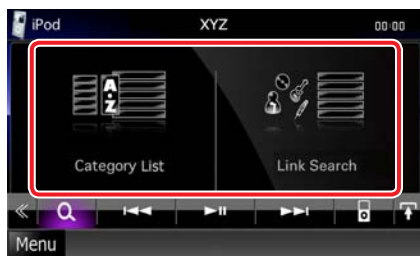 iPod XYZ 00:00
A
Z
Category List Link Search
Menu